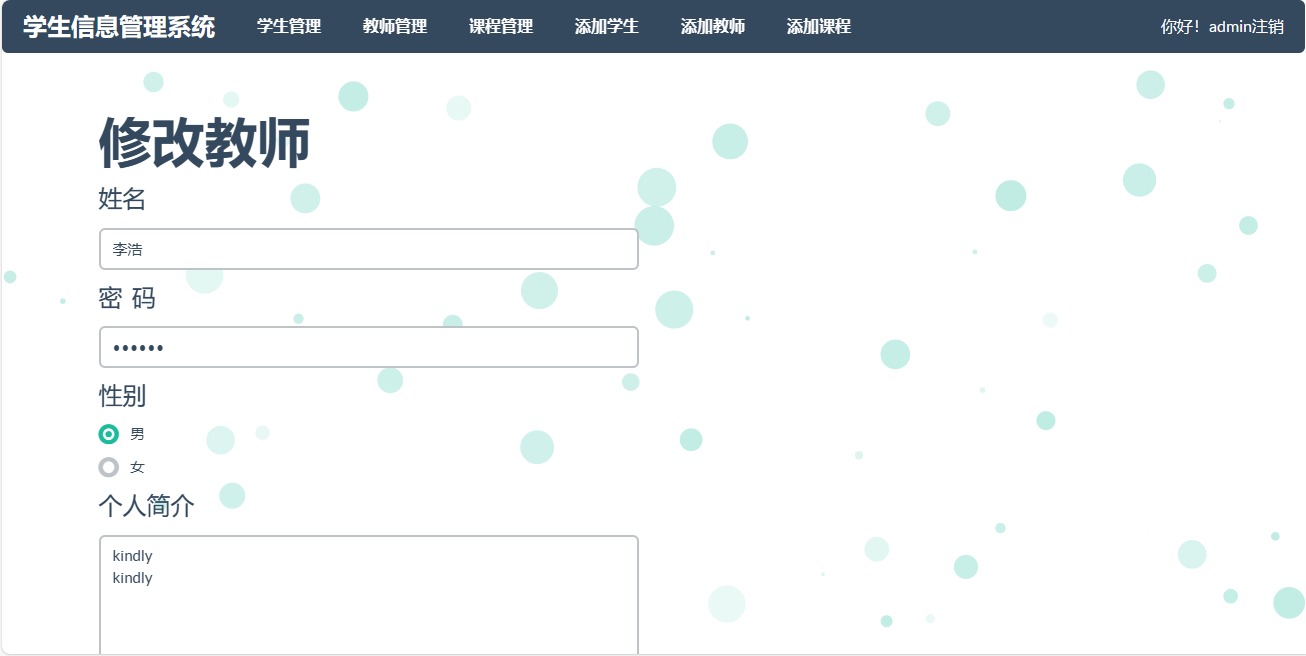 学生信息管理系统 学生管理 教师管理 课程管理 添加学生 添加教师 添加课程 你好！admin注销
修改教师
姓名
李浩
密 码
••••••
性别
男
女
个人简介
kindly
kindly